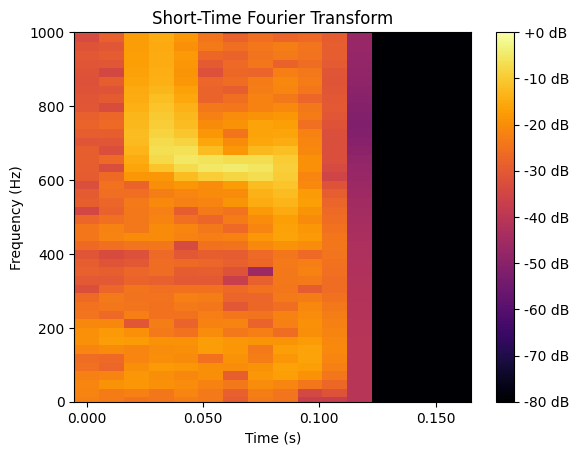 Short-Time Fourier Transform
1000
800
600
400
200
0
Frequency (Hz)
0.000
0.050
0.100
0.150
Time (s)
+0 dB
-10 dB
-20 dB
-30 dB
-40 dB
-50 dB
-60 dB
-70 dB
-80 dB